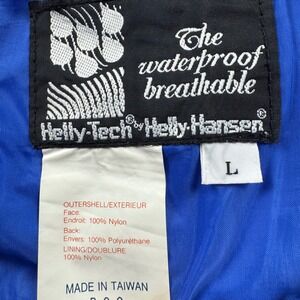 The
waterproof
breathable
Helly-Tech® by Helly-Hansen®
L
OUTERSHELL/EXTERIEUR
Face:
Endroit: 100% Nylon
Back:
Envers: 100% Polyuréthane
LINING/DOUBLURE
100% Nylon
MADE IN TAIWAN